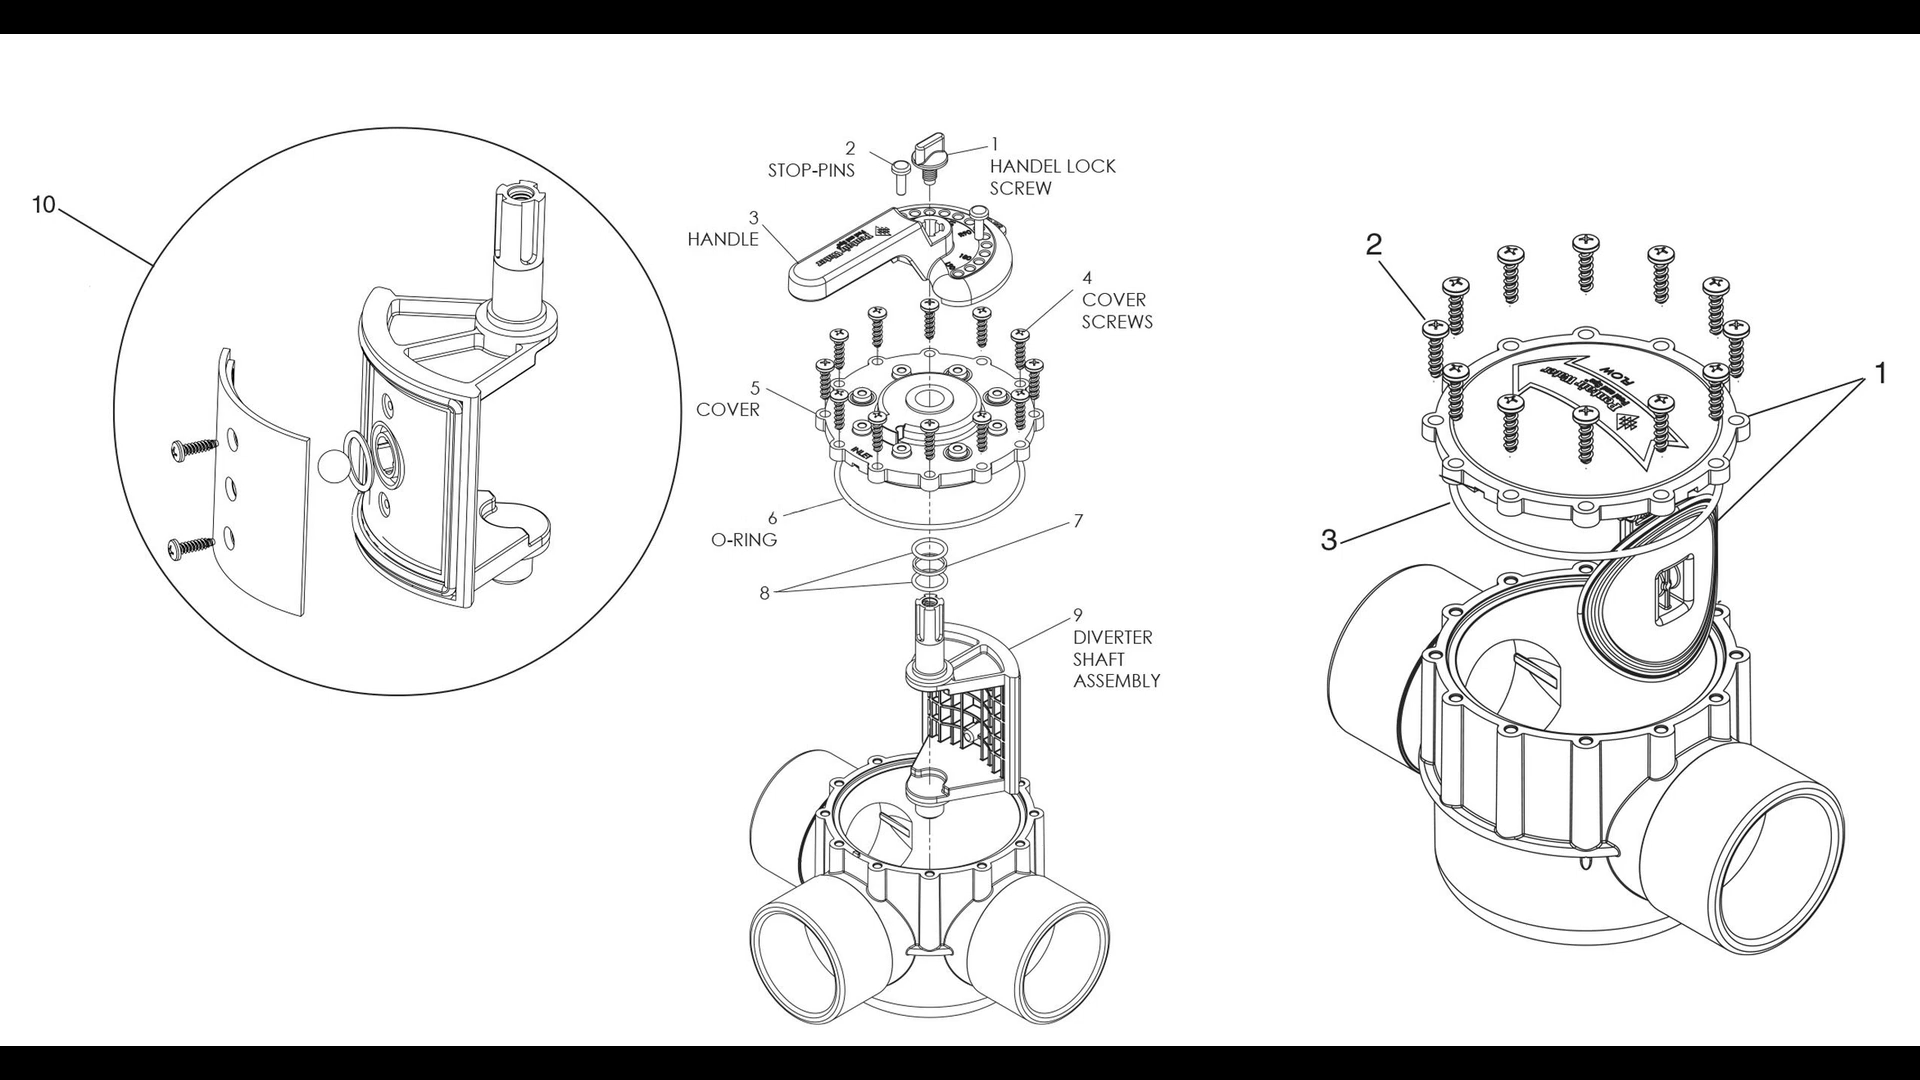 10
2
STOP-PINS
1
HANDEL LOCK
SCREW
3
HANDLE
4
COVER
SCREWS
5
COVER
INLET
6
O-RING
7
8
9
DIVERTER
SHAFT
ASSEMBLY
2
1
3
FLOW